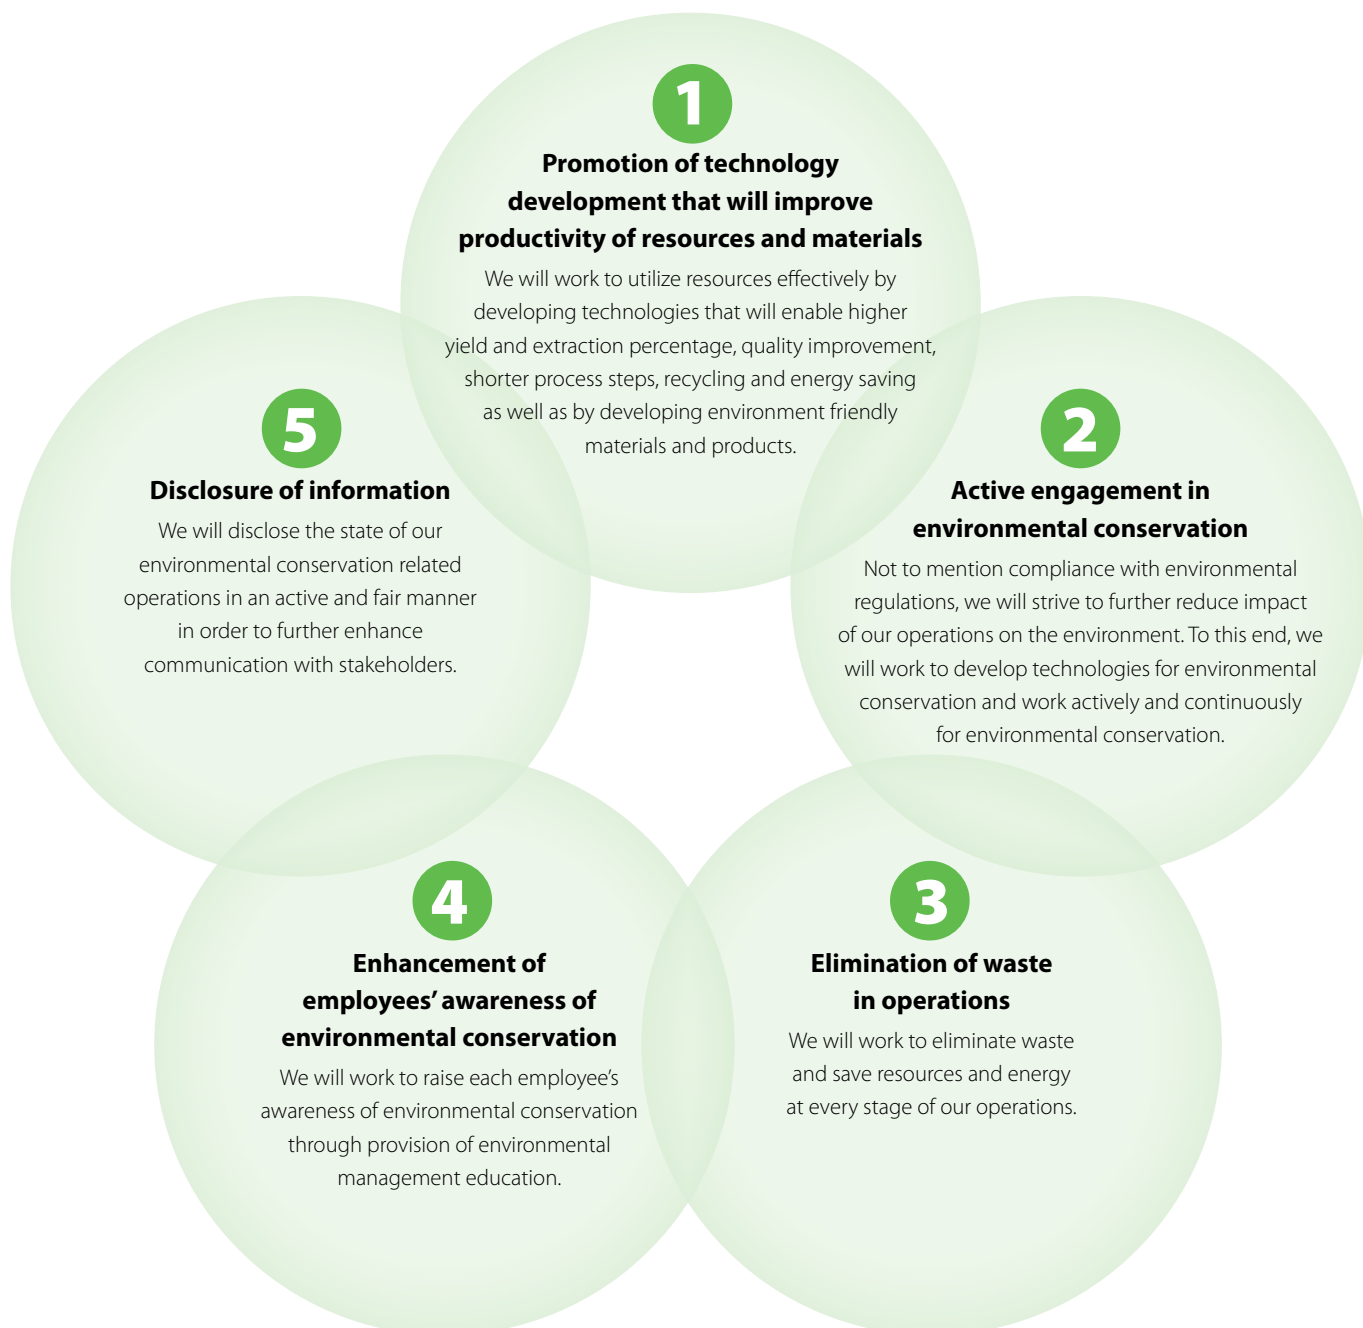 1
Promotion of technology
development that will improve
productivity of resources and materials
We will work to utilize resources effectively by
developing technologies that will enable higher
yield and extraction percentage, quality improvement,
shorter process steps, recycling and energy saving
as well as by developing environment friendly
materials and products.
2
Active engagement in
environmental conservation
Not to mention compliance with environmental
regulations, we will strive to further reduce impact
of our operations on the environment. To this end, we
will work to develop technologies for environmental
conservation and work actively and continuously
for environmental conservation.
3
Elimination of waste
in operations
We will work to eliminate waste
and save resources and energy
at every stage of our operations.
4
Enhancement of
employees’ awareness of
environmental conservation
We will work to raise each employee’s
awareness of environmental conservation
through provision of environmental
management education.
5
Disclosure of information
We will disclose the state of our
environmental conservation related
operations in an active and fair manner
in order to further enhance
communication with stakeholders.